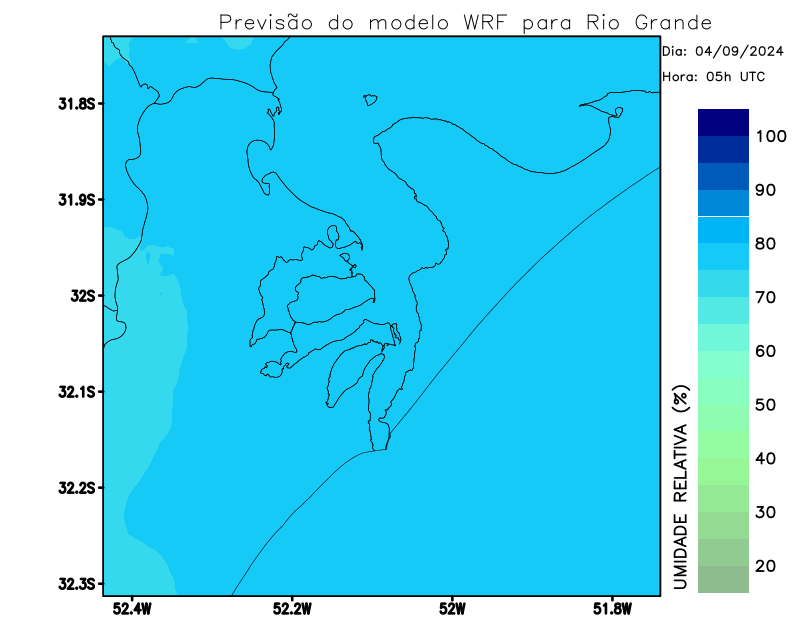 Previsão do modelo WRF para Rio Grande
Dia: 04/09/2024
Hora: 05h UTC
31.8S
31.9S
32S
32.1S
32.2S
32.3S
52.4W
52.2W
52W
51.8W
UMIDADE RELATIVA (%)
100
90
80
70
60
50
40
30
20